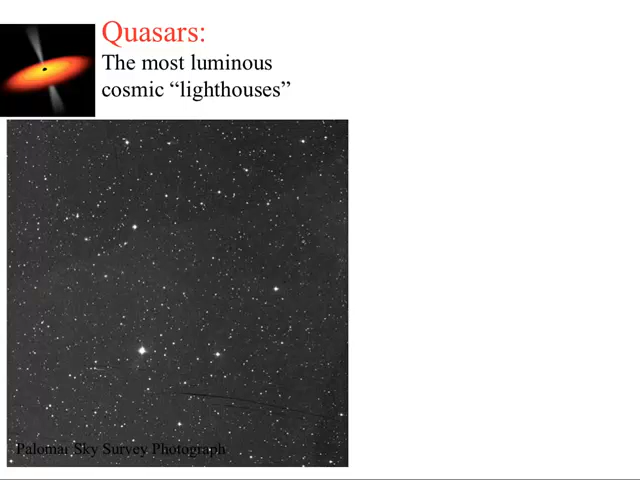 Quasars:
The most luminous
cosmic “lighthouses”
Palomar Sky Survey Photograph